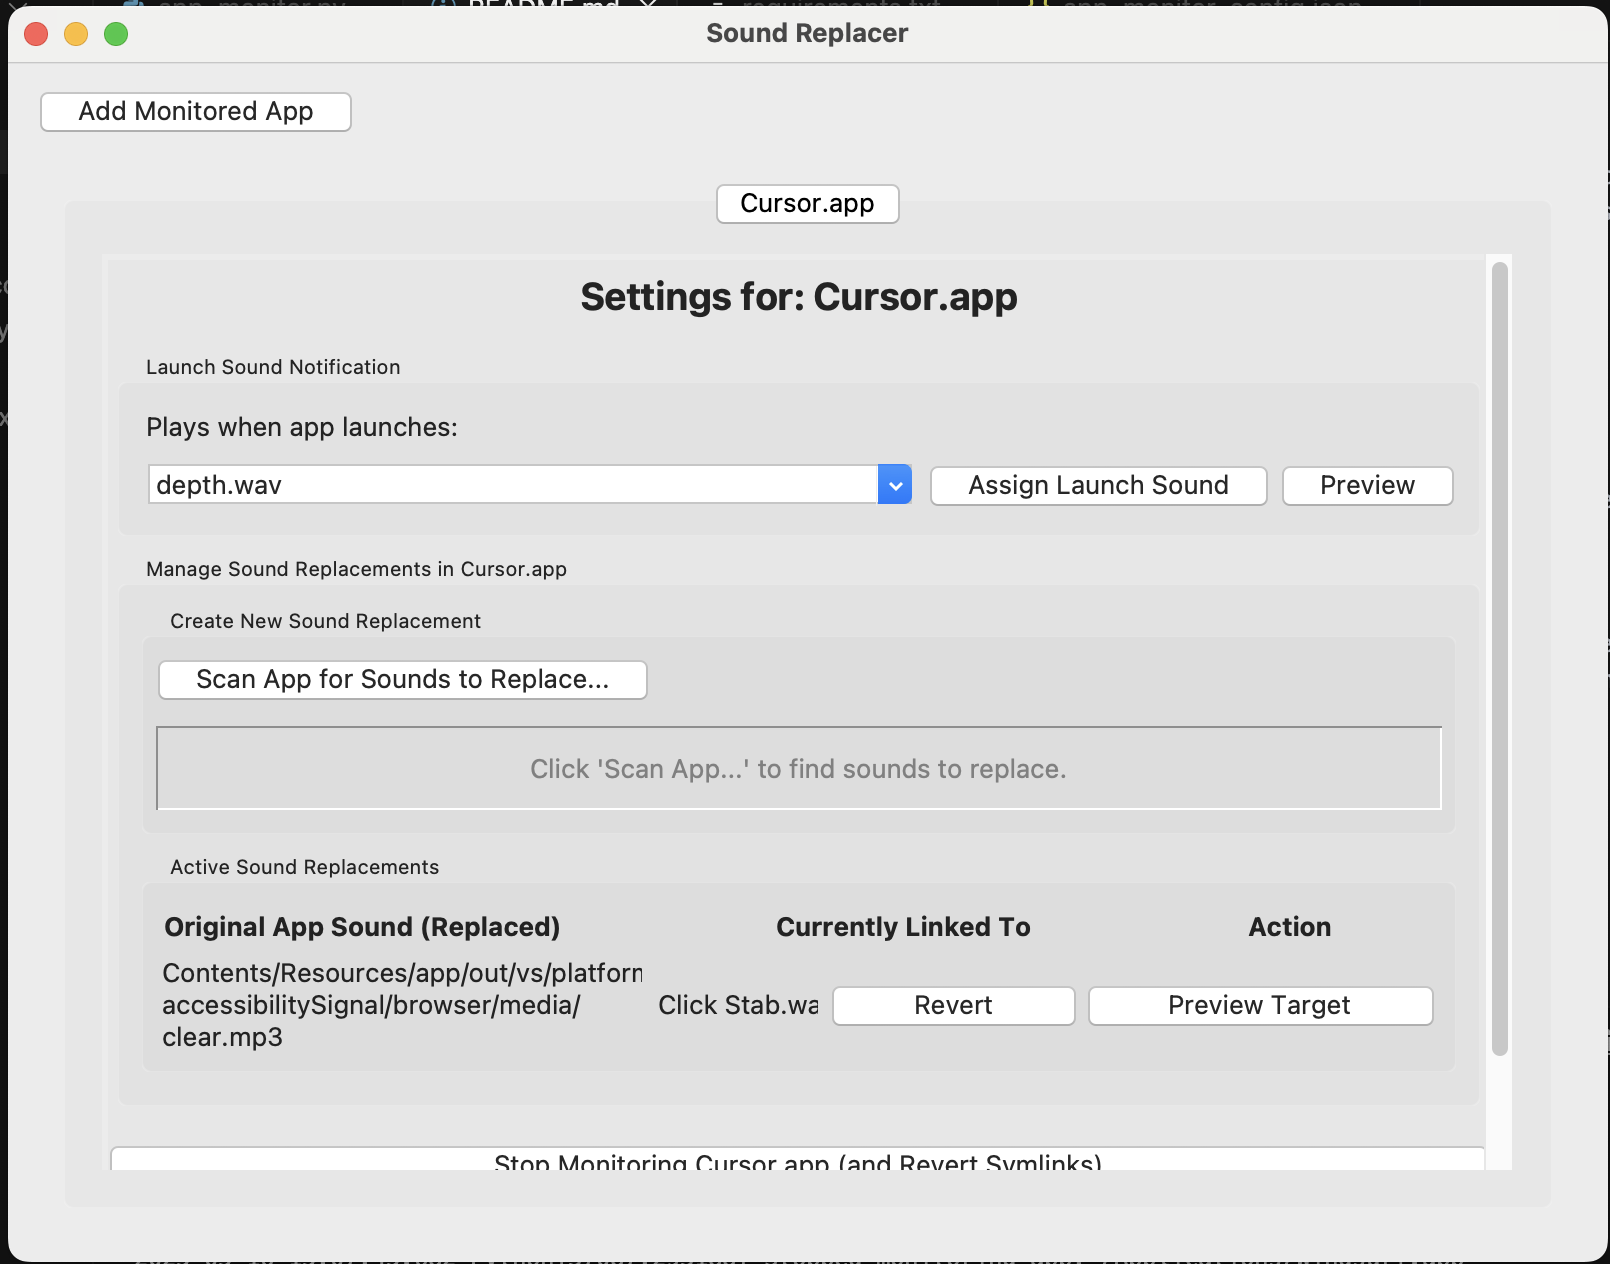 README.md
Sound Replacer
Add Monitored App
Cursor.app
Settings for: Cursor.app
Launch Sound Notification
Plays when app launches:
depth.wav
Assign Launch Sound
Preview
Manage Sound Replacements in Cursor.app
Create New Sound Replacement
Scan App for Sounds to Replace...
Click 'Scan App...' to find sounds to replace.
Active Sound Replacements
Original App Sound (Replaced)
Currently Linked To
Action
Contents/Resources/app/out/vs/platform
accessibilitySignal/browser/media/
clear.mp3
Click Stab.wa
Revert
Preview Target
Stop Monitoring Cursor.app (and Revert Symlinks)